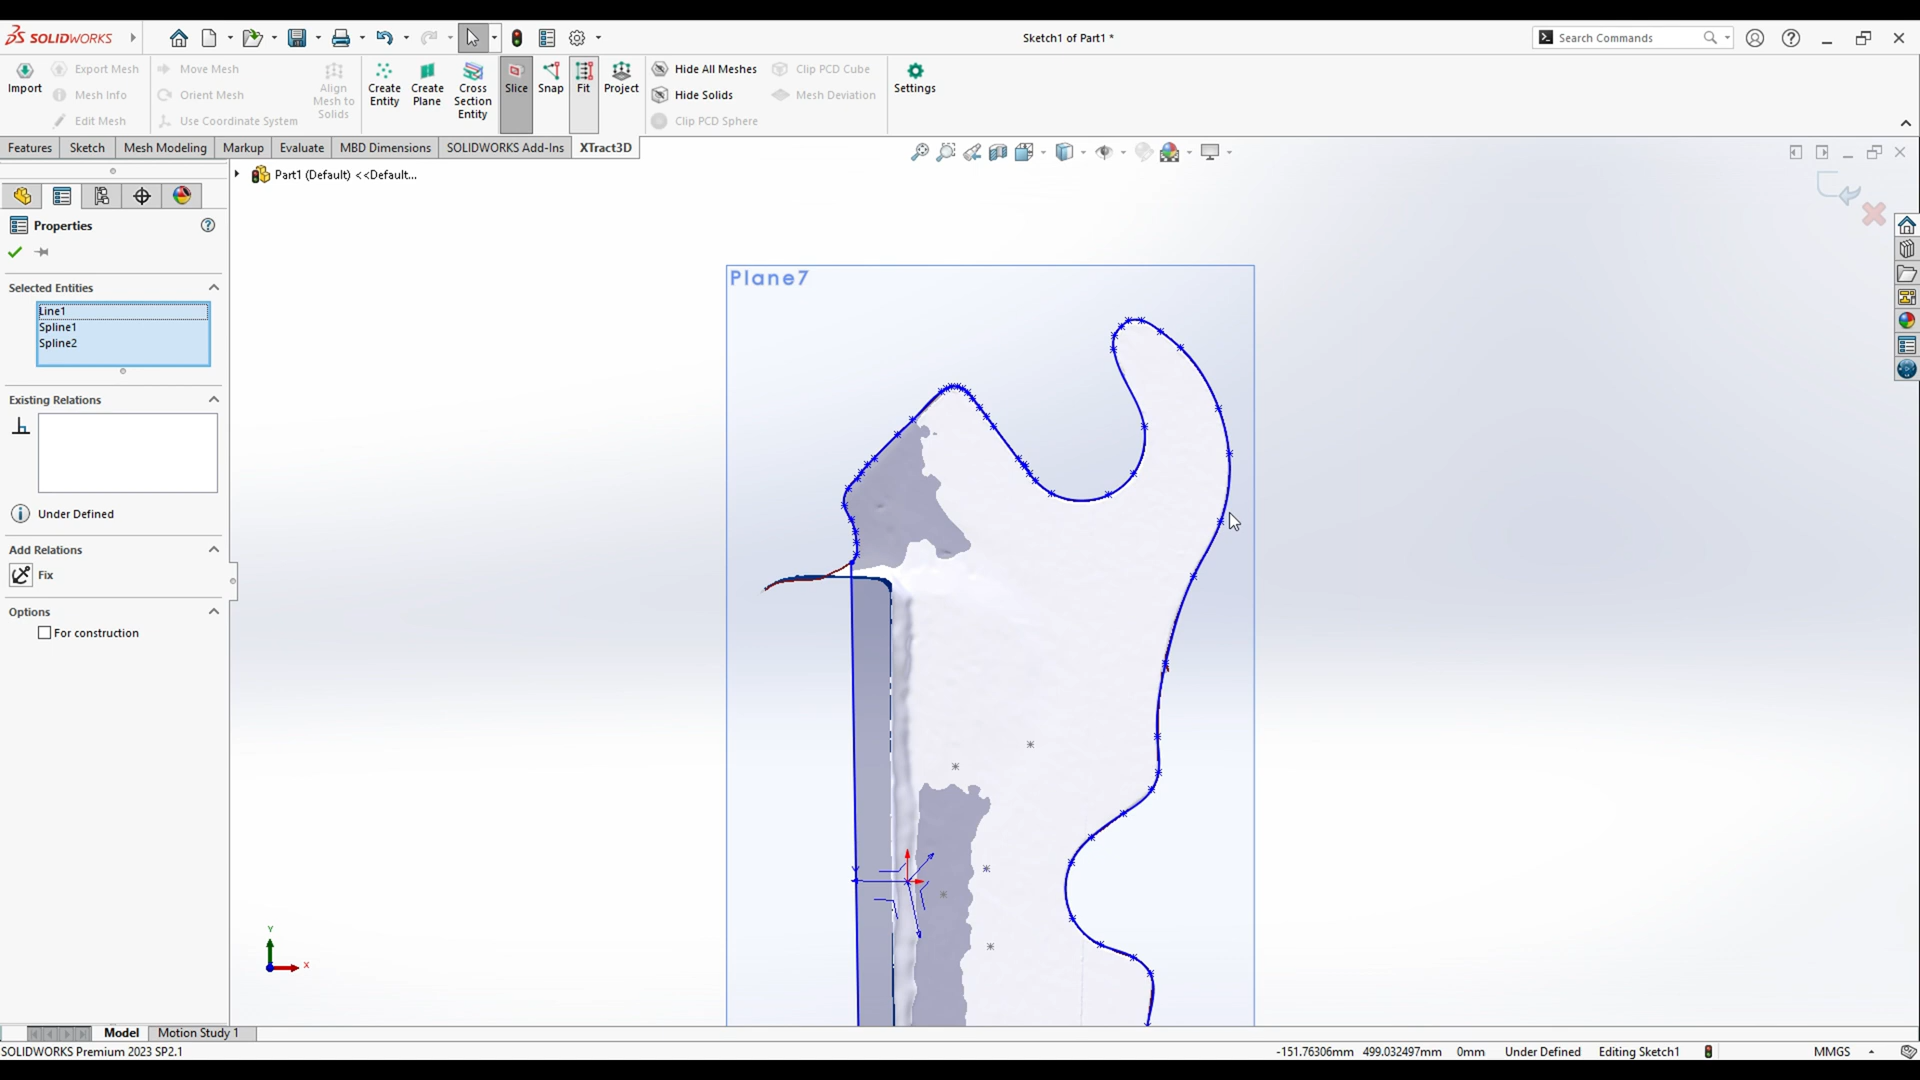 SOLIDWORKS
Sketch1 of Part1 *
Search Commands
Import
Export Mesh
Mesh Info
Edit Mesh
Move Mesh
Orient Mesh
Use Coordinate System
Align
Mesh to
Solids
Create
Entity
Create
Plane
Cross
Section
Entity
Slice
Snap
Fit
Project
Hide All Meshes
Hide Solids
Clip PCD Sphere
Clip PCD Cube
Mesh Deviation
Settings
Features
Sketch
Mesh Modeling
Markup
Evaluate
MBD Dimensions
SOLIDWORKS Add-Ins
XTract3D
Part1 (Default) <<Default...
Properties
Selected Entities
Line1
Spline1
Spline2
Existing Relations
Under Defined
Add Relations
Fix
Options
For construction
Plane7
Y
X
Model
Motion Study 1
SOLIDWORKS Premium 2023 SP2.1
-151.76306mm 499.032497mm 0mm Under Defined Editing Sketch1 MMGS